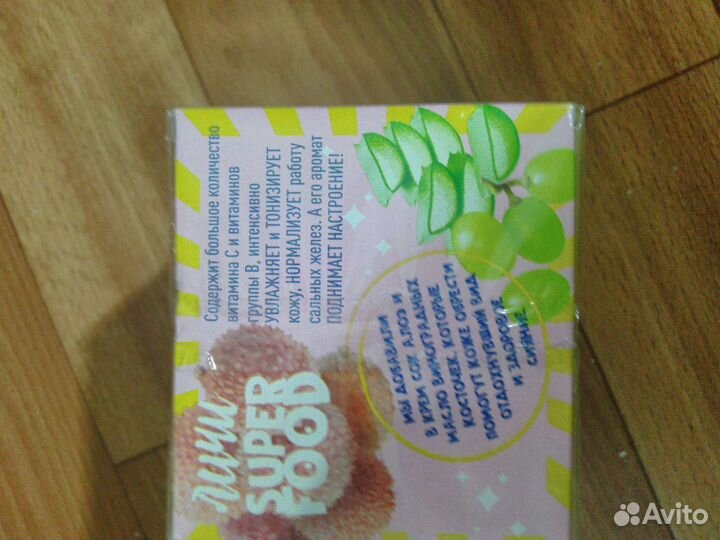 личи
SUPER
FOOD
Содержит большое количество
витамина С и витаминов
группы В, интенсивно
УВЛАЖНЯЕТ и ТОНИЗИРУЕТ
кожу, НОРМАЛИЗУЕТ работу
сальных желез. А его аромат
ПОДНИМАЕТ НАСТРОЕНИЕ!
МЫ ДОБАВИЛИ
В КРЕМ СОК АЛОЭ И
МАСЛО ВИНОГРАДНЫХ
КОСТОЧЕК, КОТОРЫЕ
ПОМОГУТ КОЖЕ ОБРЕСТИ
ОТДОХНУВШИЙ ВИД
И ЗДОРОВОЕ
СИЯНИЕ
Avito